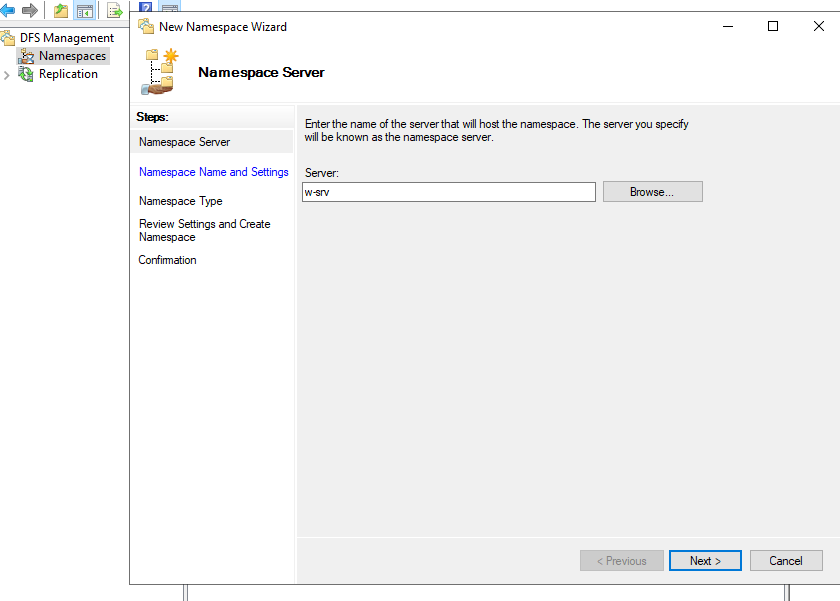 New Namespace Wizard
DFS Management
Namespaces
Replication
Namespace Server
Steps:
Namespace Server
Namespace Name and Settings
Namespace Type
Review Settings and Create
Namespace
Confirmation
Enter the name of the server that will host the namespace. The server you specify
will be known as the namespace server.
Server:
w-srv
Browse...
< Previous
Next >
Cancel